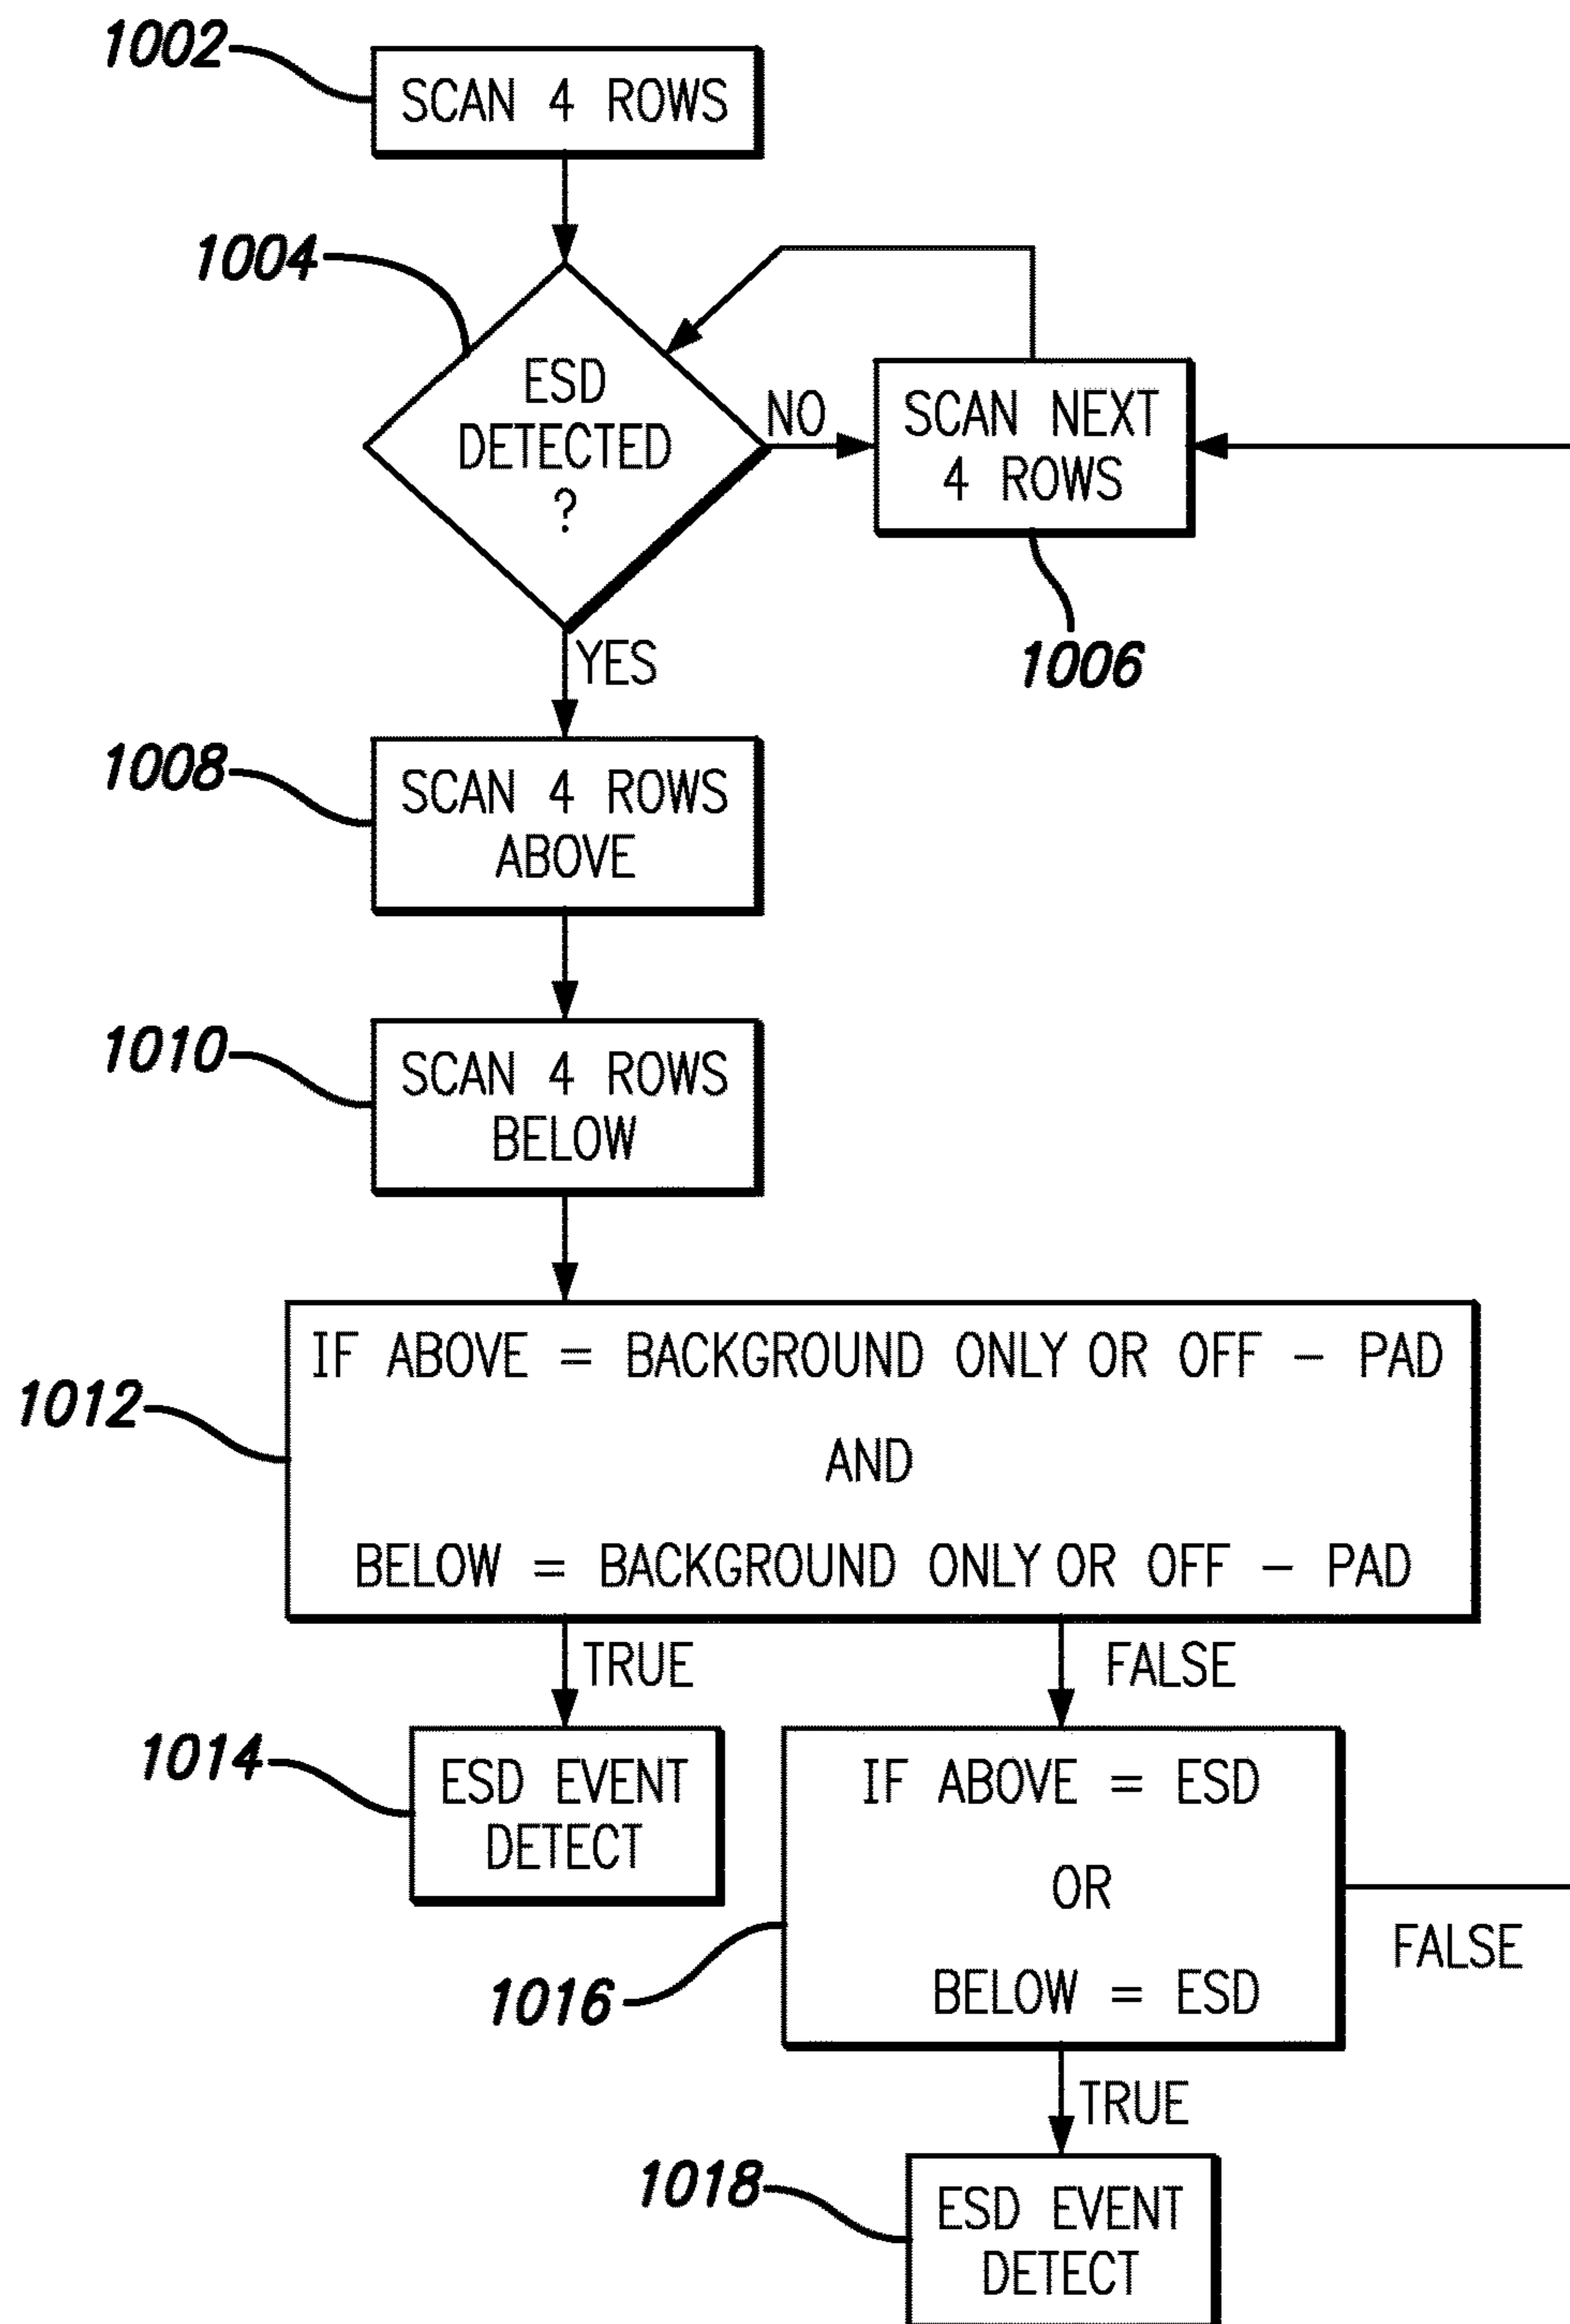 1002
SCAN 4 ROWS
1004
ESD
DETECTED
?
NO
SCAN NEXT
4 ROWS
1006
YES
1008
SCAN 4 ROWS
ABOVE
1010
SCAN 4 ROWS
BELOW
1012
IF ABOVE = BACKGROUND ONLY OR OFF - PAD
AND
BELOW = BACKGROUND ONLY OR OFF - PAD
TRUE
FALSE
1014
ESD EVENT
DETECT
1016
IF ABOVE = ESD
OR
BELOW = ESD
FALSE
TRUE
1018
ESD EVENT
DETECT